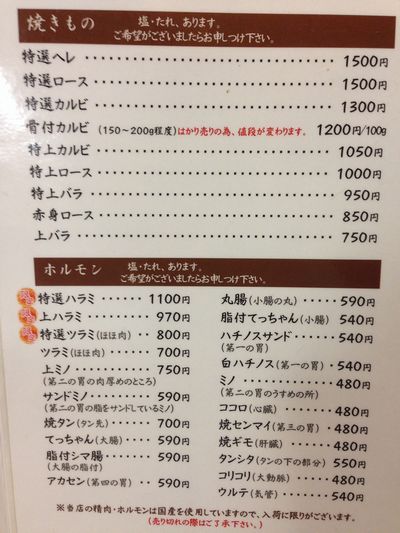 焼きもの 塩・たれ、あります。
ご希望がございましたらお申しつけ下さい。
特選ヘレ 1500円
特選ロース 1500円
特選カルビ 1300円
骨付カルビ (150〜200g程度)はかり売りの為、値段が変わります。 1200円/100g
特上カルビ 1050円
特上ロース 1000円
特上バラ 950円
赤身ロース 850円
上バラ 750円
ホルモン 塩・たれ、あります。
ご希望がございましたらお申しつけ下さい。
特選ハラミ 1100円
上ハラミ 970円
特選ツラミ(ほほ肉) 800円
ツラミ(ほほ肉) 700円
上ミノ 750円
(第二の胃の肉厚めのところ)
サンドミノ 590円
(第二の胃の脂をサンドしているミノ)
焼タン(タン先) 700円
てっちゃん(大腸) 590円
脂付シマ腸 590円
(大腸の脂付)
アカセン(第四の胃) 590円
丸腸(小腸の丸) 590円
脂付てっちゃん(小腸) 540円
ハチノスサンド 540円
(第一の胃)
白ハチノス(第一の胃) 540円
ミノ 480円
(第二の胃のうすめの所)
ココロ(心臓) 480円
焼センマイ(第三の胃) 480円
焼ギモ(肝臓) 480円
タンシタ(タンの下の部分) 550円
コリコリ(大動脈) 480円
ウルテ(気管) 540円
※当店の精肉・ホルモンは国産を使用していますので、入荷に限りがございます。
(売り切れの際はご了承下さい。)